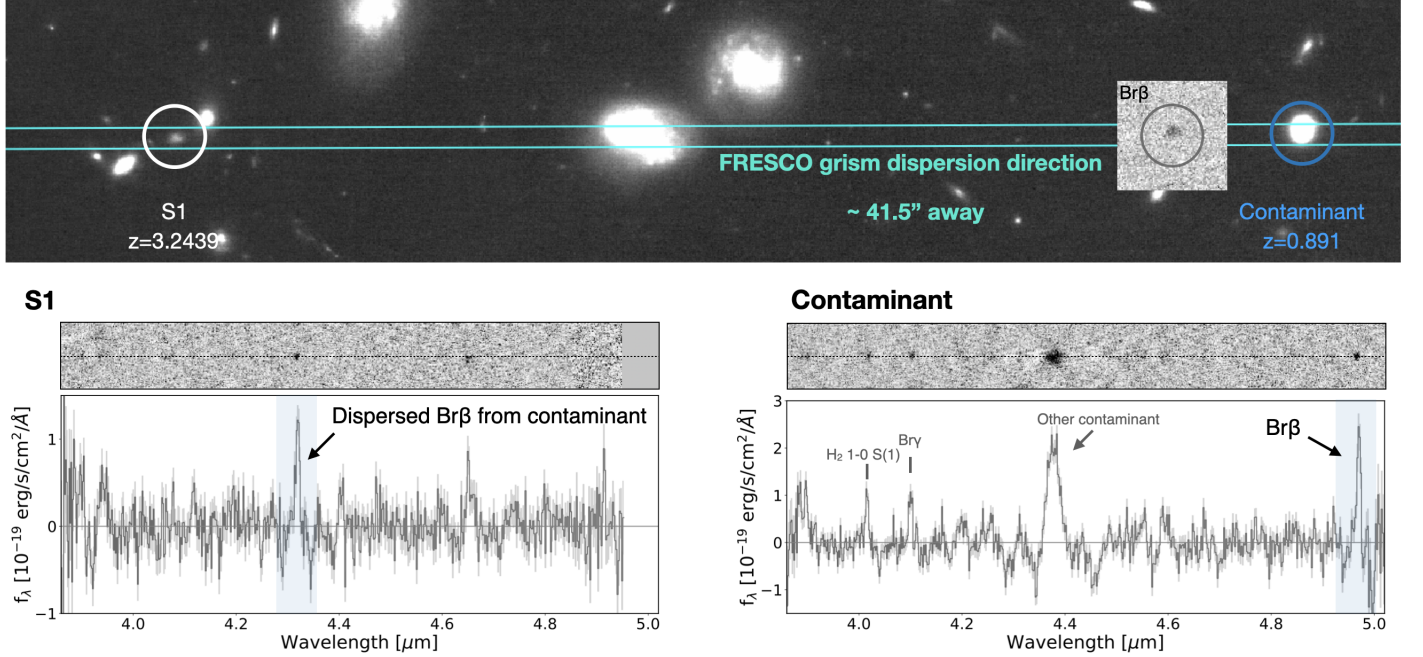 Brβ
FRESCO grism dispersion direction
~ 41.5” away
S1
z=3.2439
Contaminant
z=0.891
S1
Dispersed Brβ from contaminant
1
0
−1
f_λ [10⁻¹⁹ erg/s/cm²/Å]
4.0 4.2 4.4 4.6 4.8 5.0
Wavelength [μm]
Contaminant
Other contaminant
Brβ
Brγ
H₂ 1-0 S(1)
3
2
1
0
−1
f_λ [10⁻¹⁹ erg/s/cm²/Å]
4.0 4.2 4.4 4.6 4.8 5.0
Wavelength [μm]